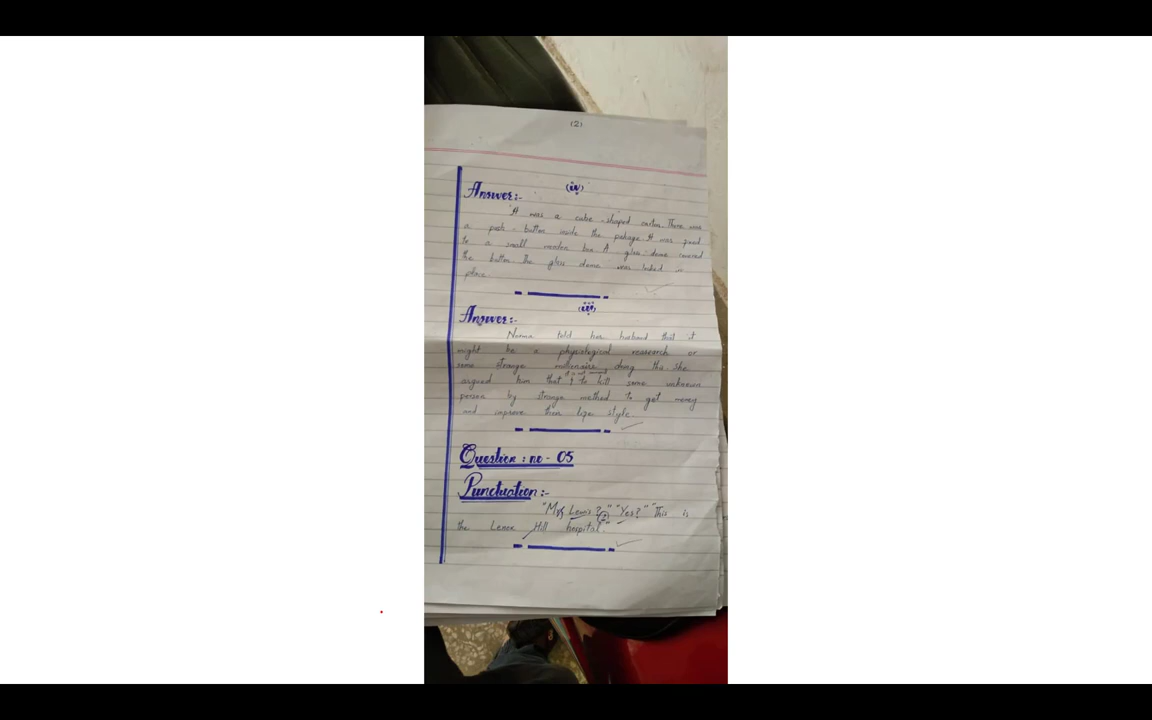 (2)
(iv)
Answer:-
It was a cube-shaped carton. There was
a push-button inside the pakage It was
to a small wooden box A glass-dome covered
the button The glass dome was locked in
place.
(iii)
Answer:-
Norma told her husband that it
might be a physiological research or
some strange millionaire doing this. She
argued him that to kill some unknown
person by strange method to get money
and improve their life style.
Question: no - 05
Punctuation:-
"Mrs Lewis?" "Yes?" "This is
the Lenox Hill hospital."